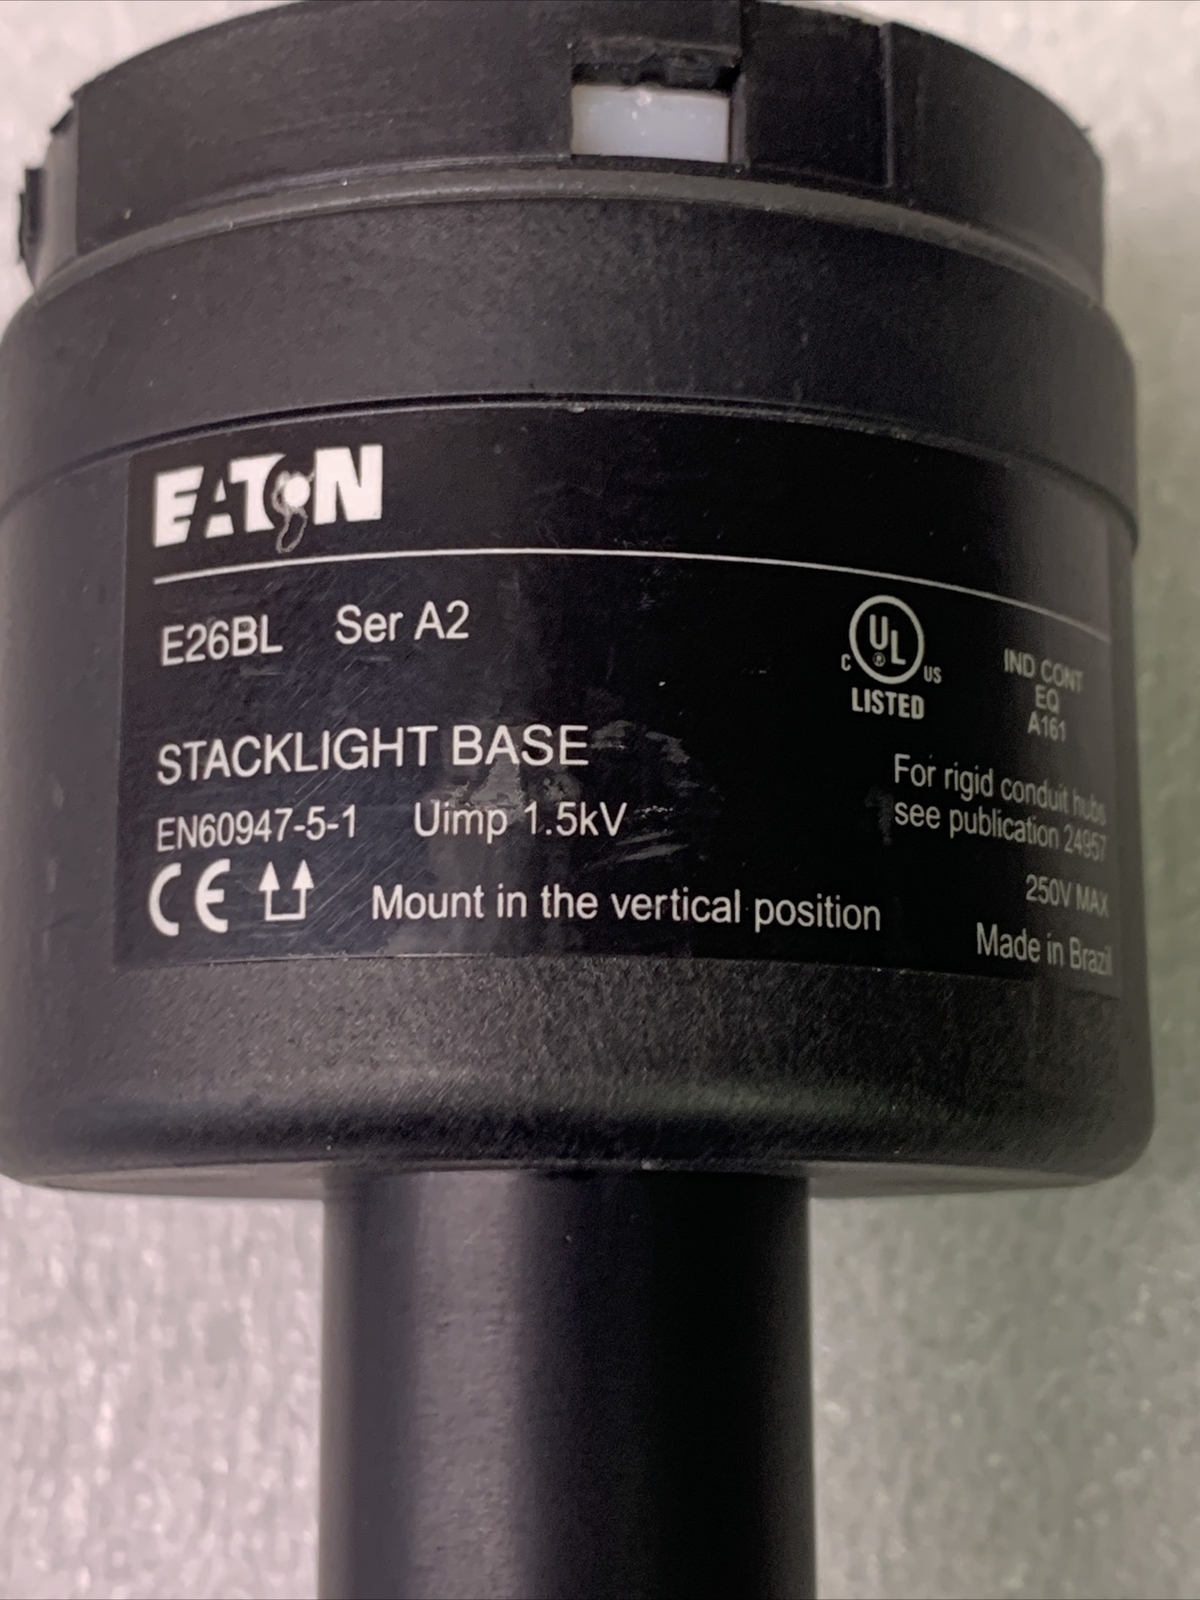 EATON
E26BL Ser A2
STACKLIGHT BASE
EN60947-5-1 Uimp 1.5kV
CE Mount in the vertical position
C UL ® US
LISTED
IND CONT
EQ
A161
For rigid conduit hubs
see publication 24957
250V MAX
Made in Brazil